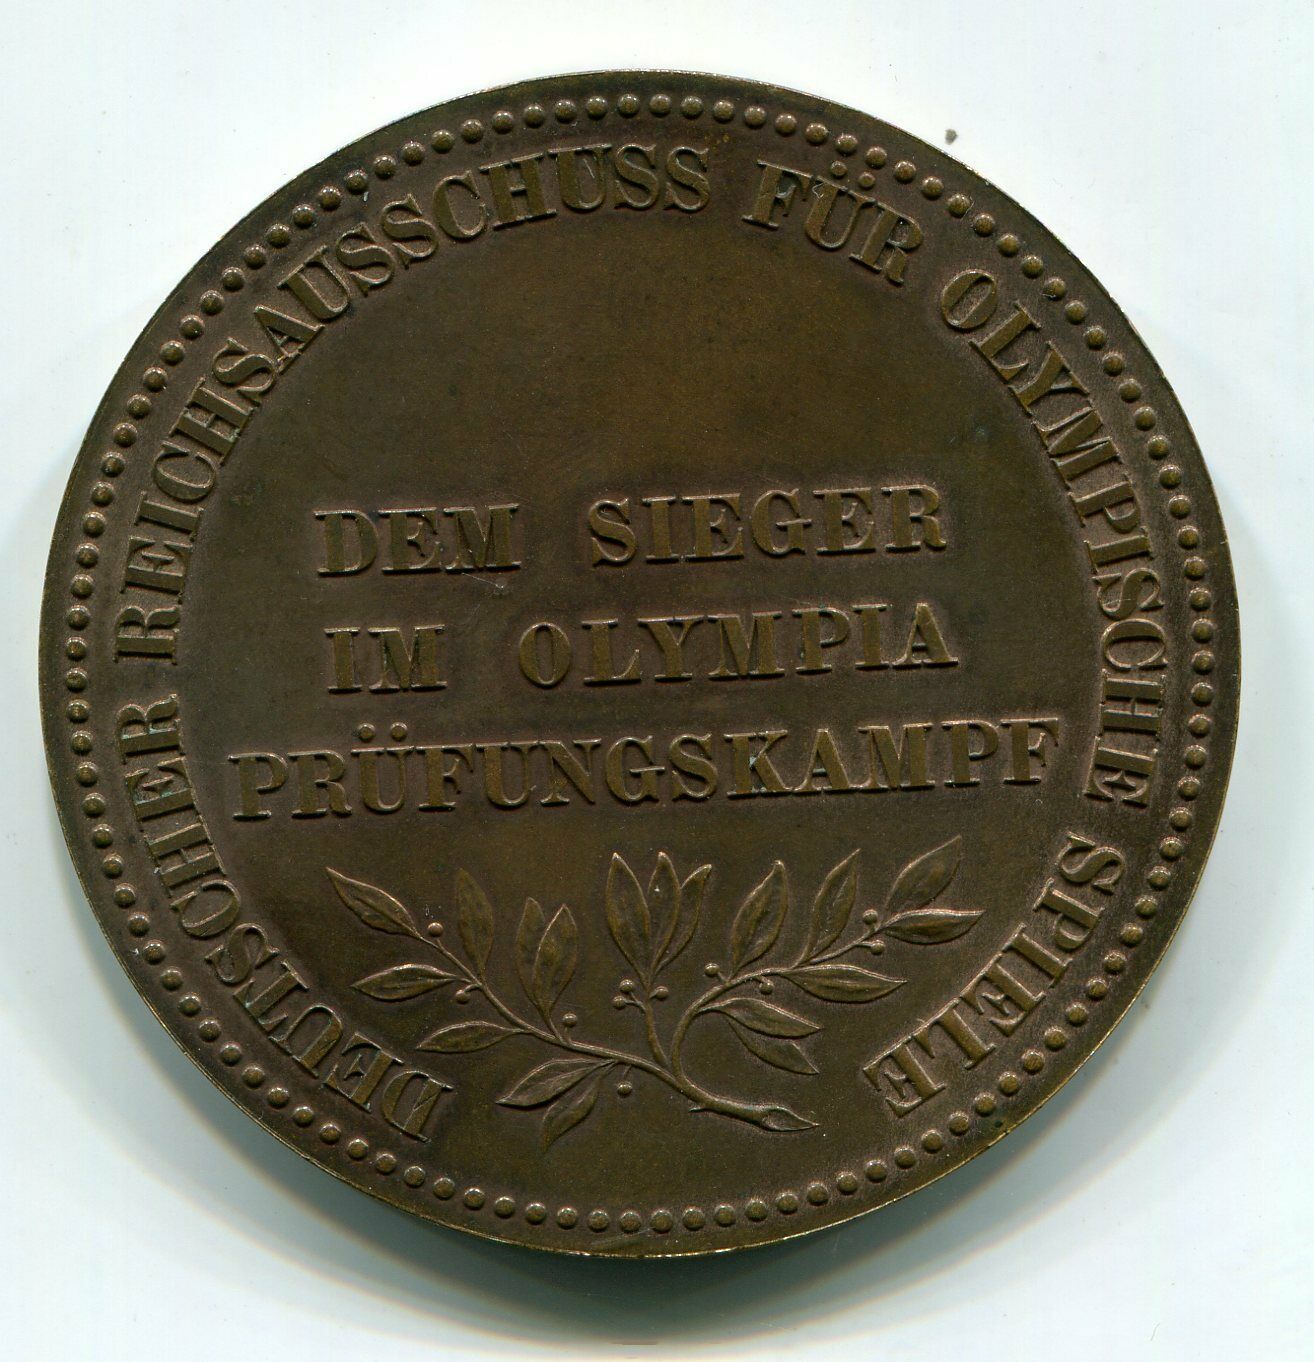 DEUTSCHER REICHSAUSSCHUSS FÜR OLYMPISCHE SPIELE
DEM SIEGER
IM OLYMPIA
PRÜFUNGSKAMPF